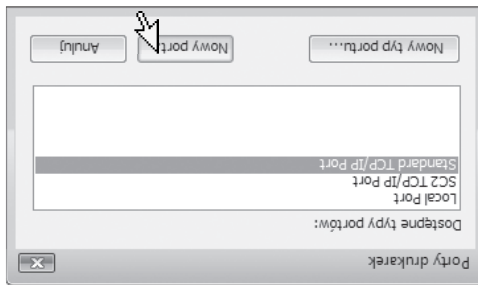 Porty drukarek
Dostępne typy portów:
Local Port
SC2 TCP/IP Port
Standard TCP/IP Port
Nowy typ portu... Nowy port... Anuluj